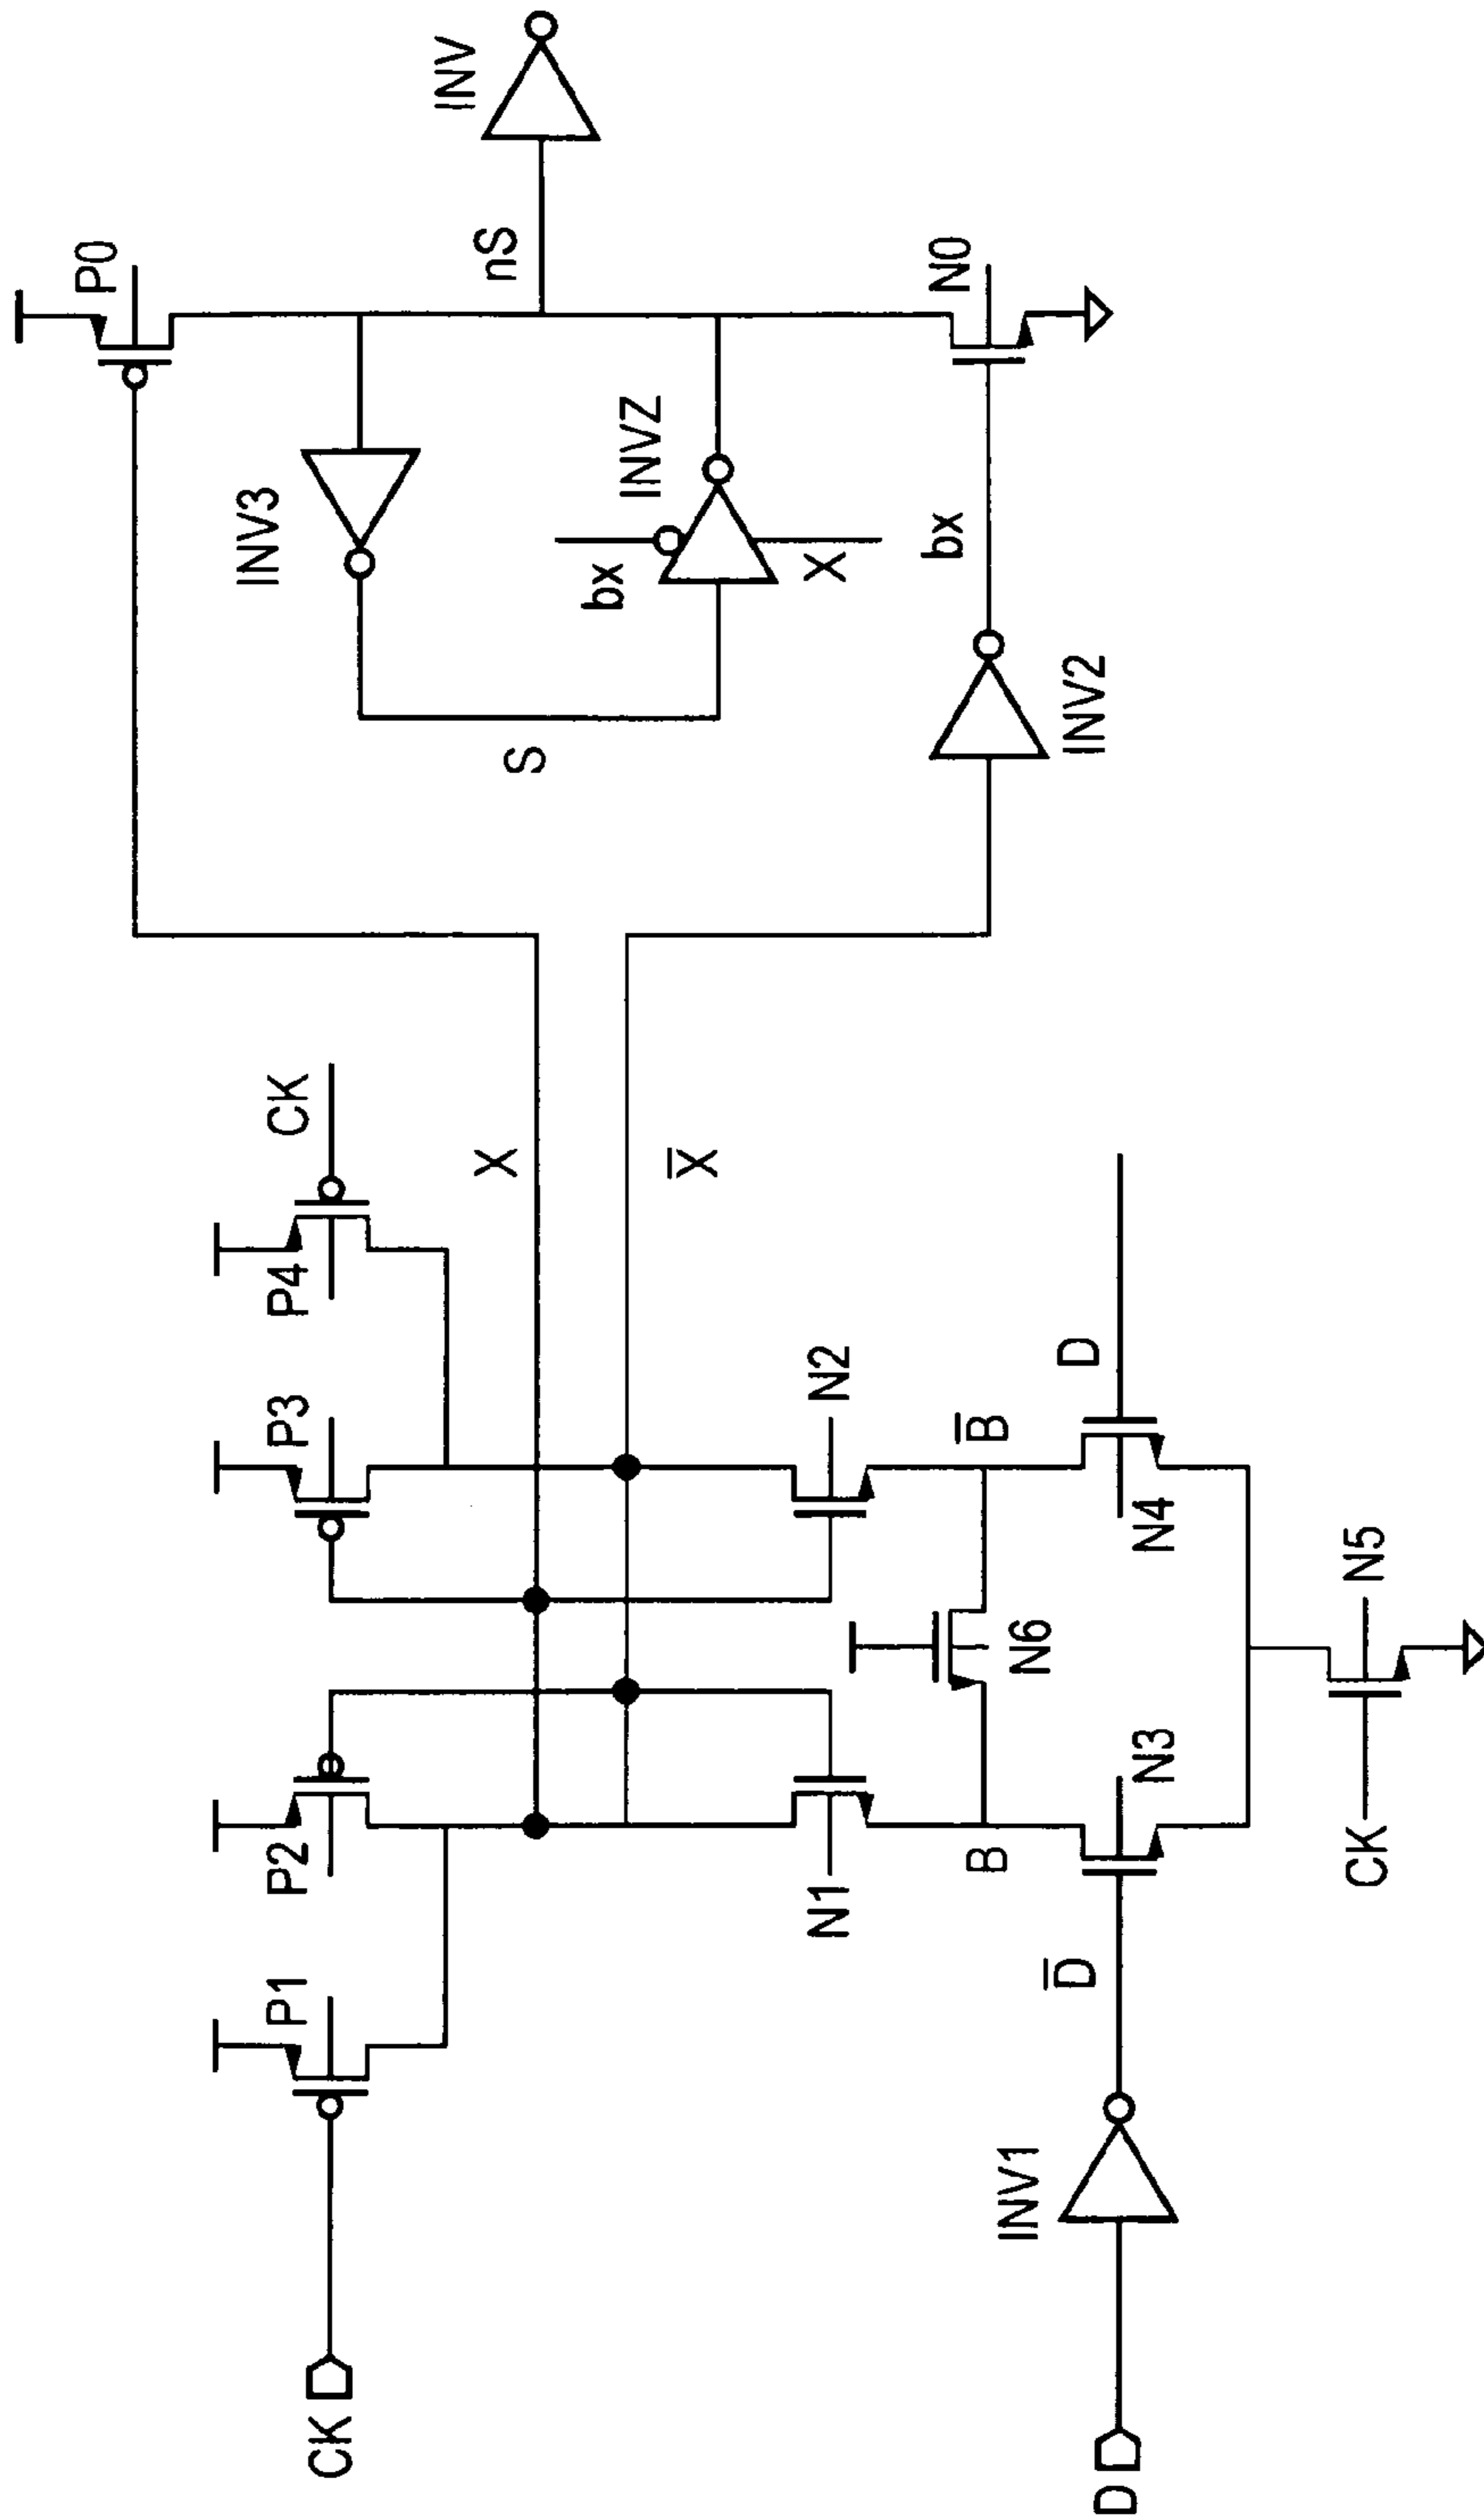 P0
INV3
P1
P2
P3
P4
CK
CK
INV
X
nS
S
bx
INVZ
X̅
X
N1
N2
bx
N0
B
B̅
INV1
N6
D̅
D
INV2
D
N3
N4
CK
N5